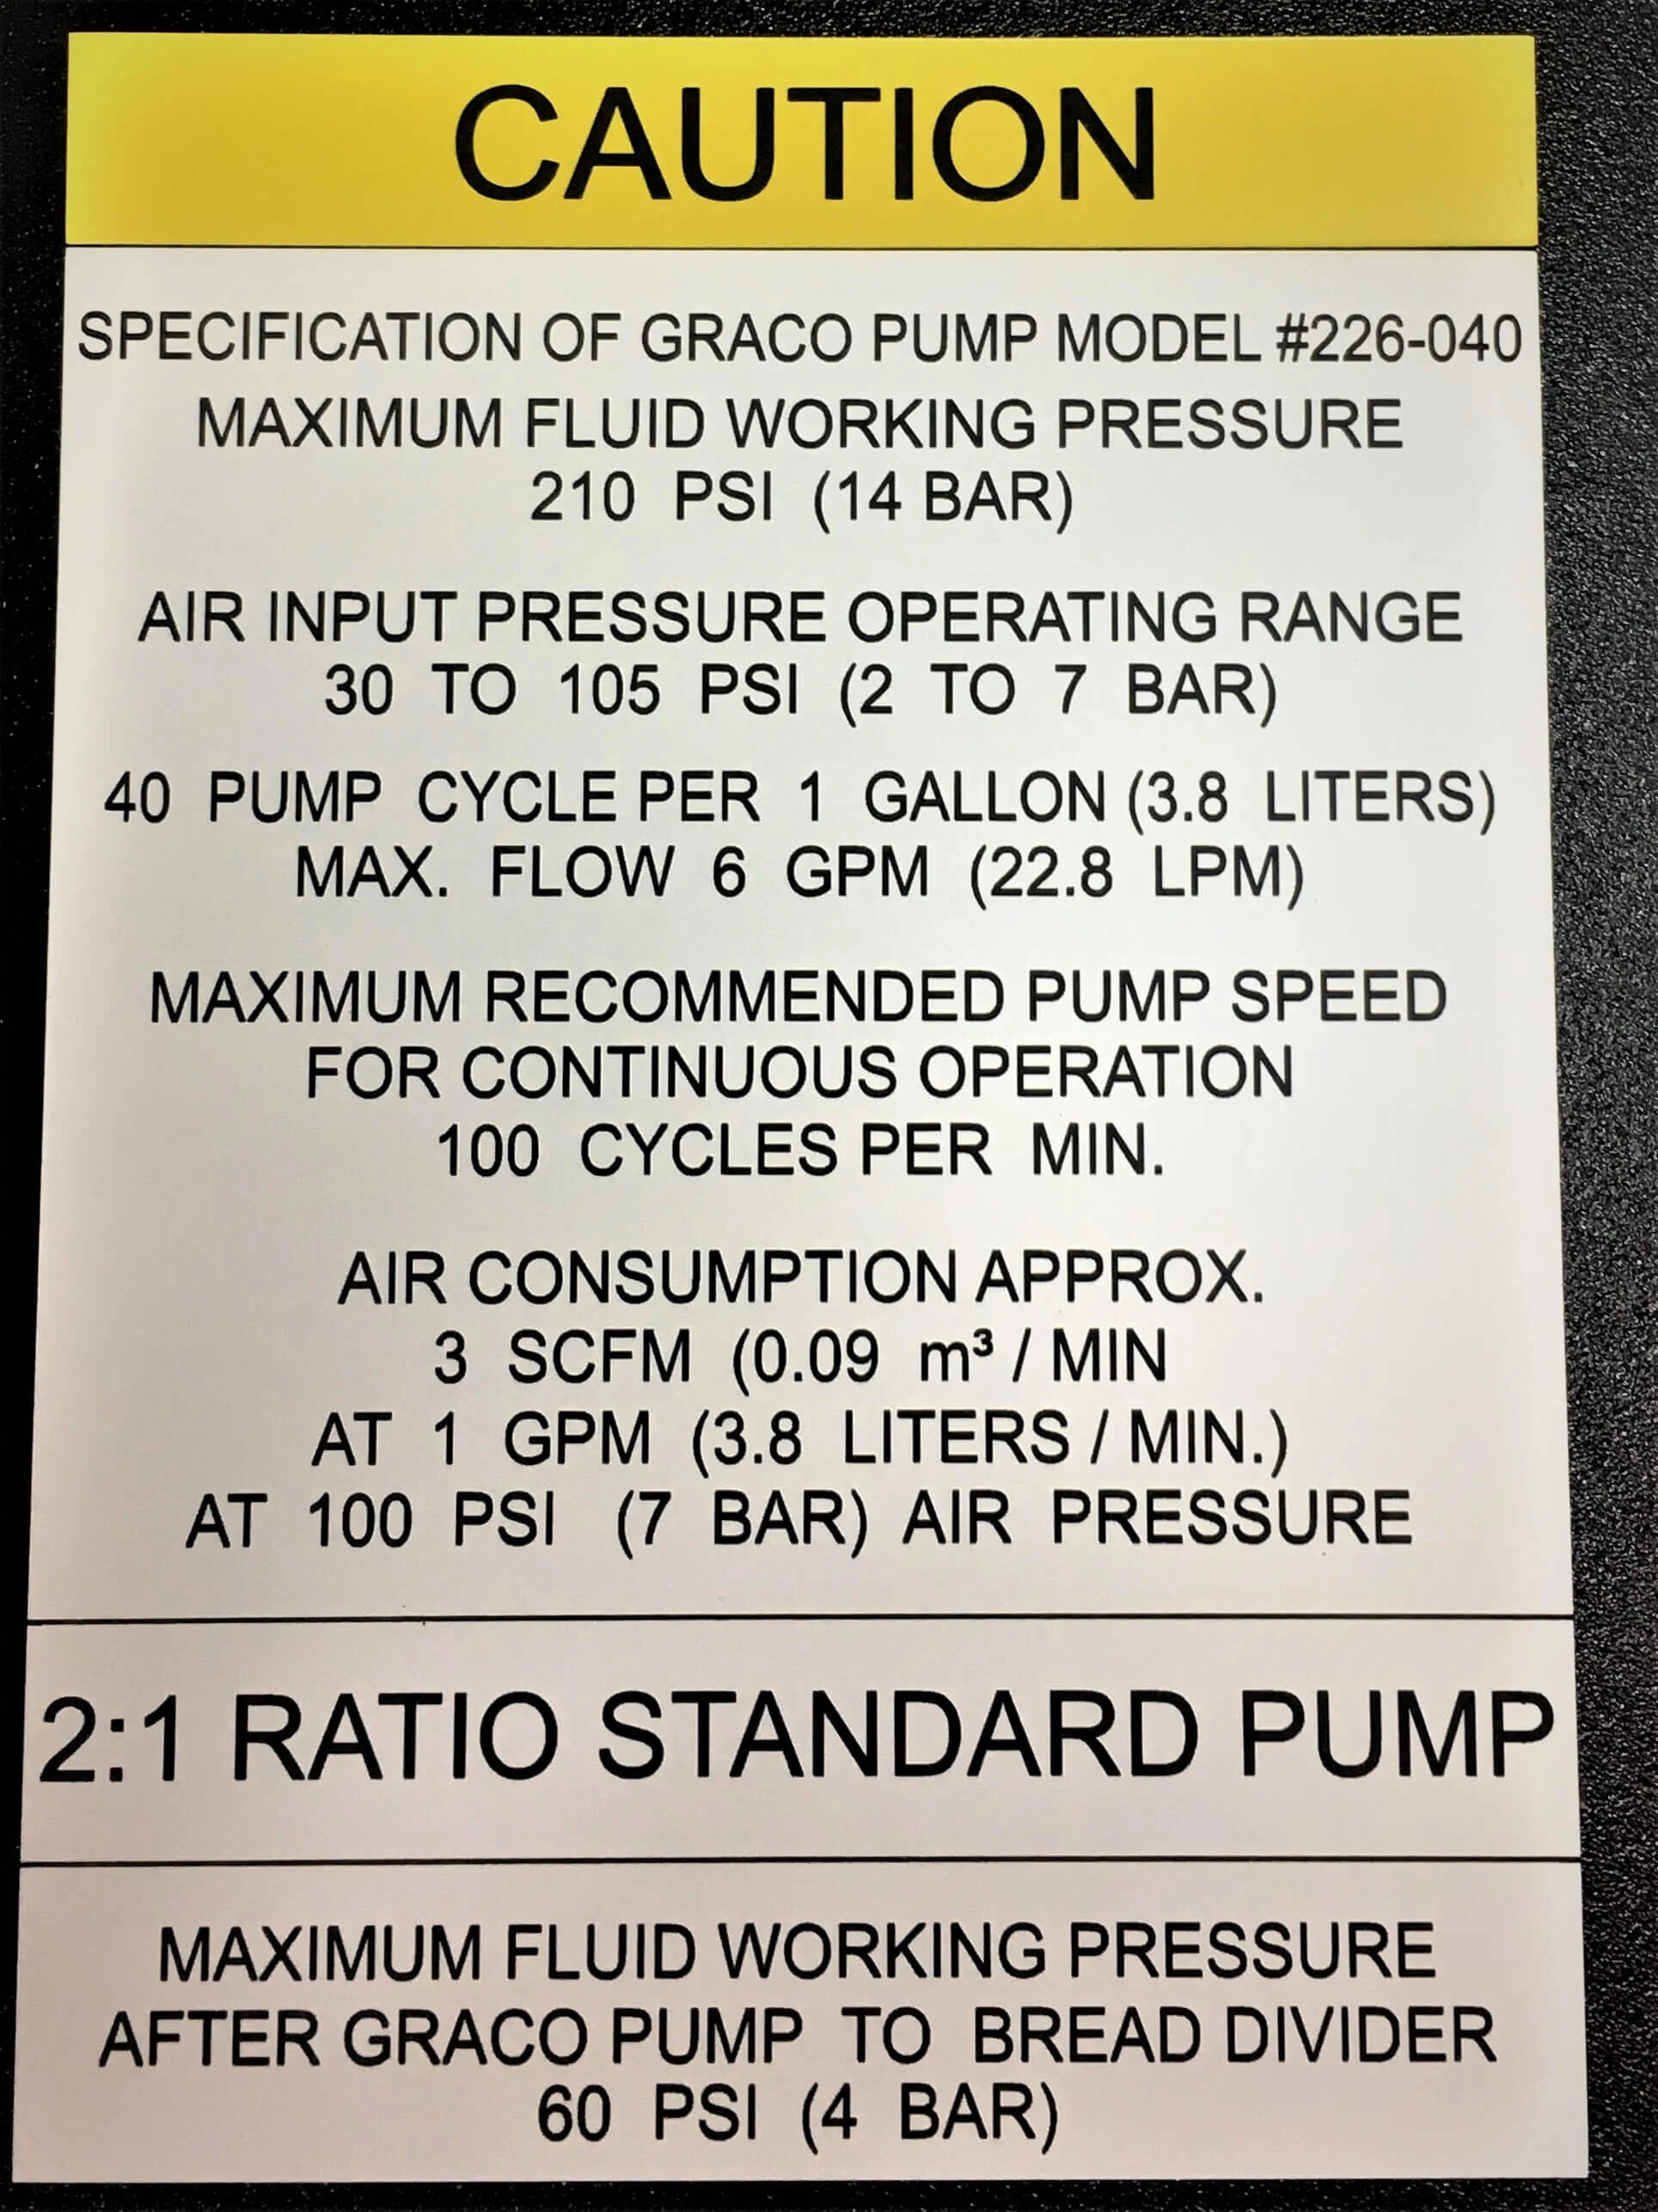 CAUTION
SPECIFICATION OF GRACO PUMP MODEL #226-040
MAXIMUM FLUID WORKING PRESSURE
210 PSI (14 BAR)
AIR INPUT PRESSURE OPERATING RANGE
30 TO 105 PSI (2 TO 7 BAR)
40 PUMP CYCLE PER 1 GALLON (3.8 LITERS)
MAX. FLOW 6 GPM (22.8 LPM)
MAXIMUM RECOMMENDED PUMP SPEED
FOR CONTINUOUS OPERATION
100 CYCLES PER MIN.
AIR CONSUMPTION APPROX.
3 SCFM (0.09 m³ / MIN
AT 1 GPM (3.8 LITERS / MIN.)
AT 100 PSI (7 BAR) AIR PRESSURE
2:1 RATIO STANDARD PUMP
MAXIMUM FLUID WORKING PRESSURE
AFTER GRACO PUMP TO BREAD DIVIDER
60 PSI (4 BAR)